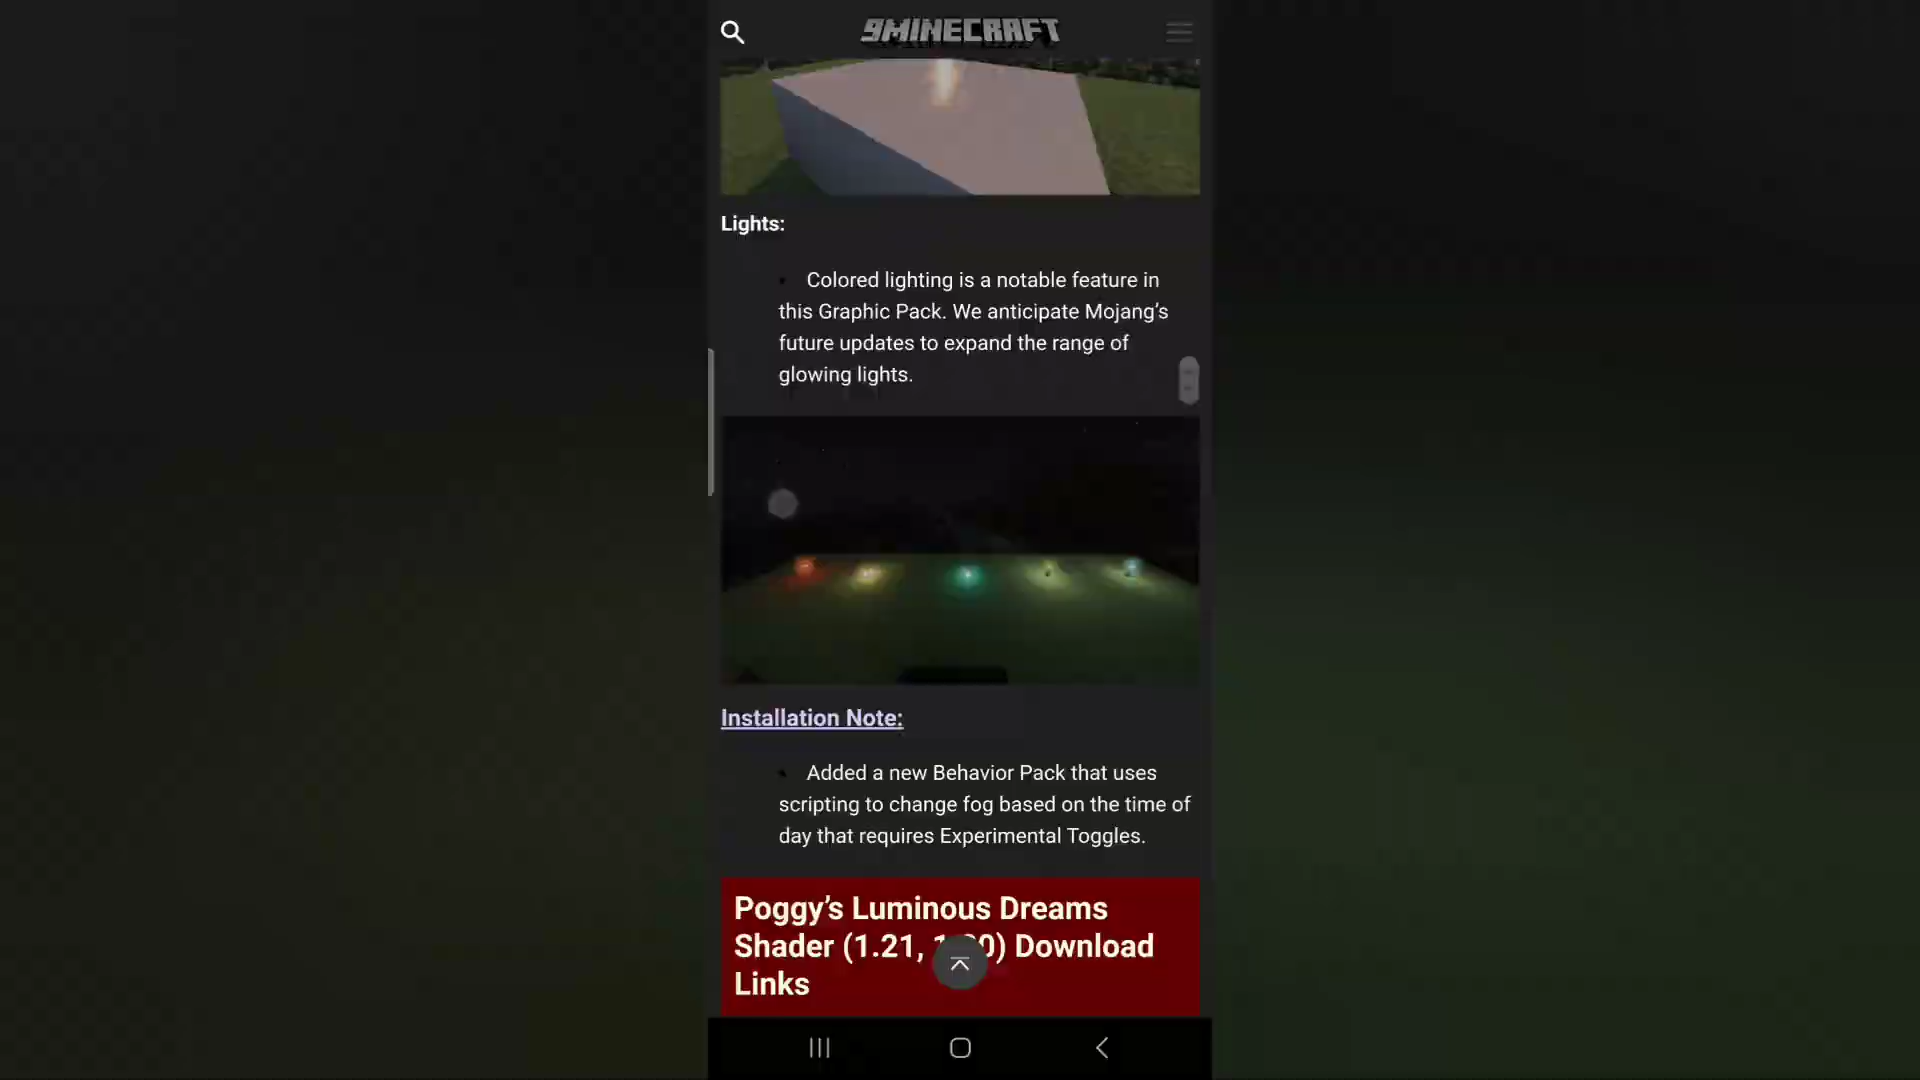 9MINECRAFT
Lights:
Colored lighting is a notable feature in
this Graphic Pack. We anticipate Mojang’s
future updates to expand the range of
glowing lights.
Installation Note:
Added a new Behavior Pack that uses
scripting to change fog based on the time of
day that requires Experimental Toggles.
Poggy’s Luminous Dreams
Shader (1.21, Download
Links